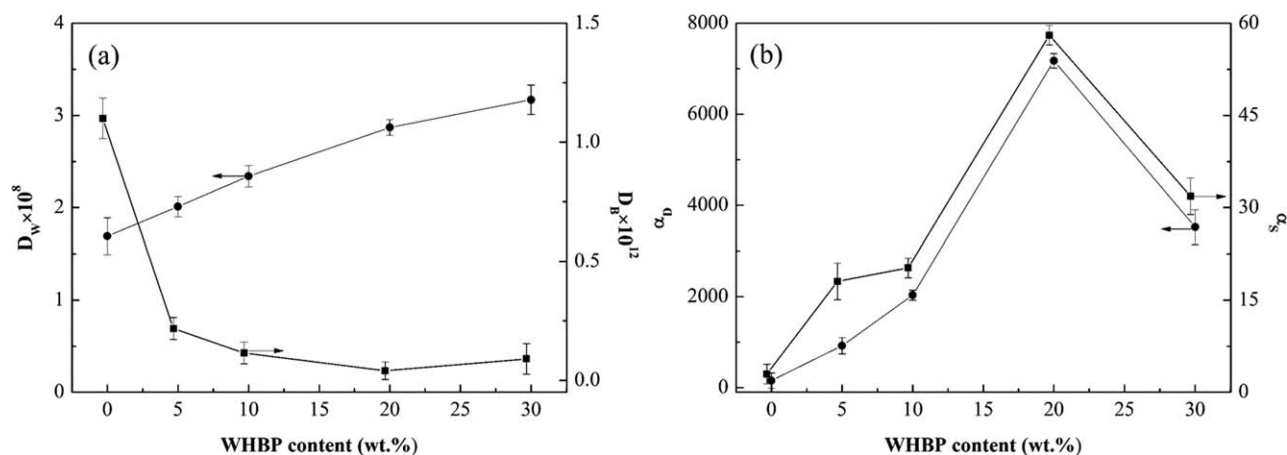 (a)
4
3
2
1
0
D_W×10^8
1.5
1.0
0.5
0.0
D_B×10^12
0 5 10 15 20 25 30
WHBP content (wt.%)
(b)
8000
6000
4000
2000
0
α_D
60
45
30
15
0
α_S
0 5 10 15 20 25 30
WHBP content (wt.%)